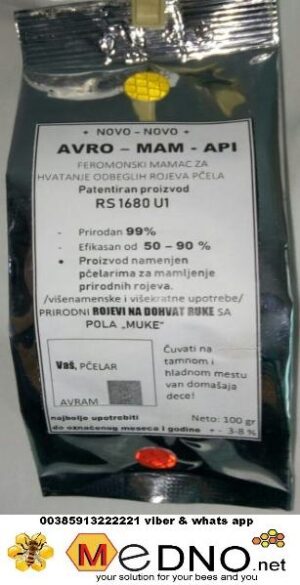 + NOVO – NOVO +
AVRO – MAM - API
FEROMONSKI MAMAC ZA
HVATANJE ODBEGLIH ROJEVA PČELA
Patentiran proizvod
RS 1680 U1
- Prirodan 99%
- Efikasan od 50 – 90 %
• Proizvod namenjen
pčelarima za mamljenje
prirodnih rojeva.
/višenamenske i višekratne upotrebe/
PRIRODNI ROJEVI NA DOHVAT RUKE SA
POLA „MUKE"
Vaš, PČELAR
AVRAM
Čuvati na
tamnom i
hladnom mestu
van domašaja
dece!
najbolje upotrebiti
Neto: 100 gr
do označenog meseca i godine + - 3-8 %
00385913222221 viber & whats app
MeDNO.net
your solution for your bees and you